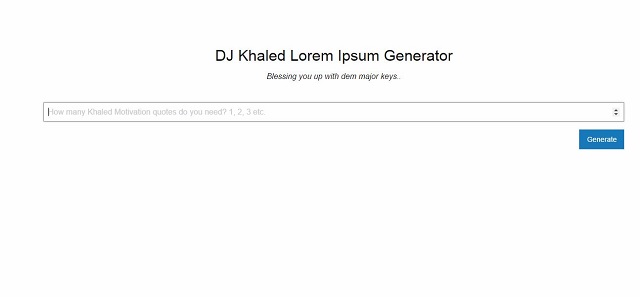 DJ Khaled Lorem Ipsum Generator
Blessing you up with dem major keys..
How many Khaled Motivation quotes do you need? 1, 2, 3 etc.
Generate